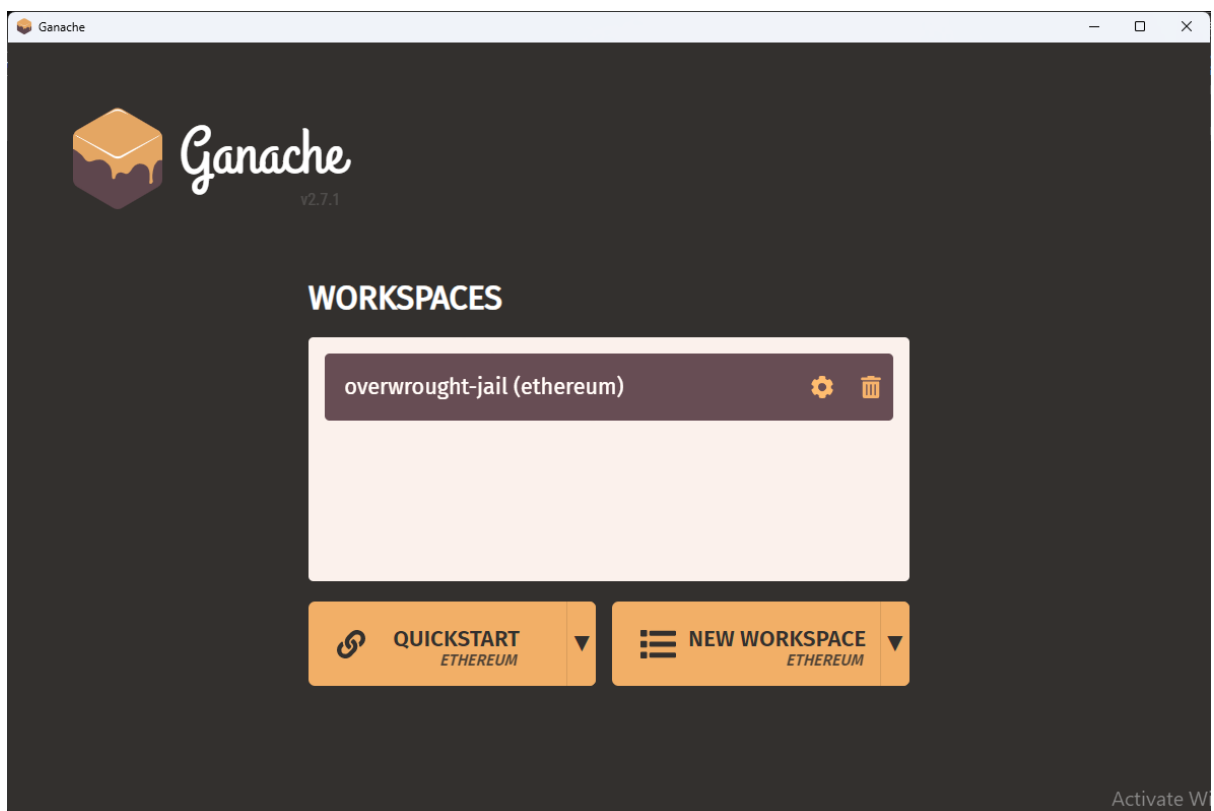 Ganache
Ganache
v2.7.1
WORKSPACES
overwrought-jail (ethereum)
QUICKSTART
ETHEREUM
NEW WORKSPACE
ETHEREUM
Activate Wi